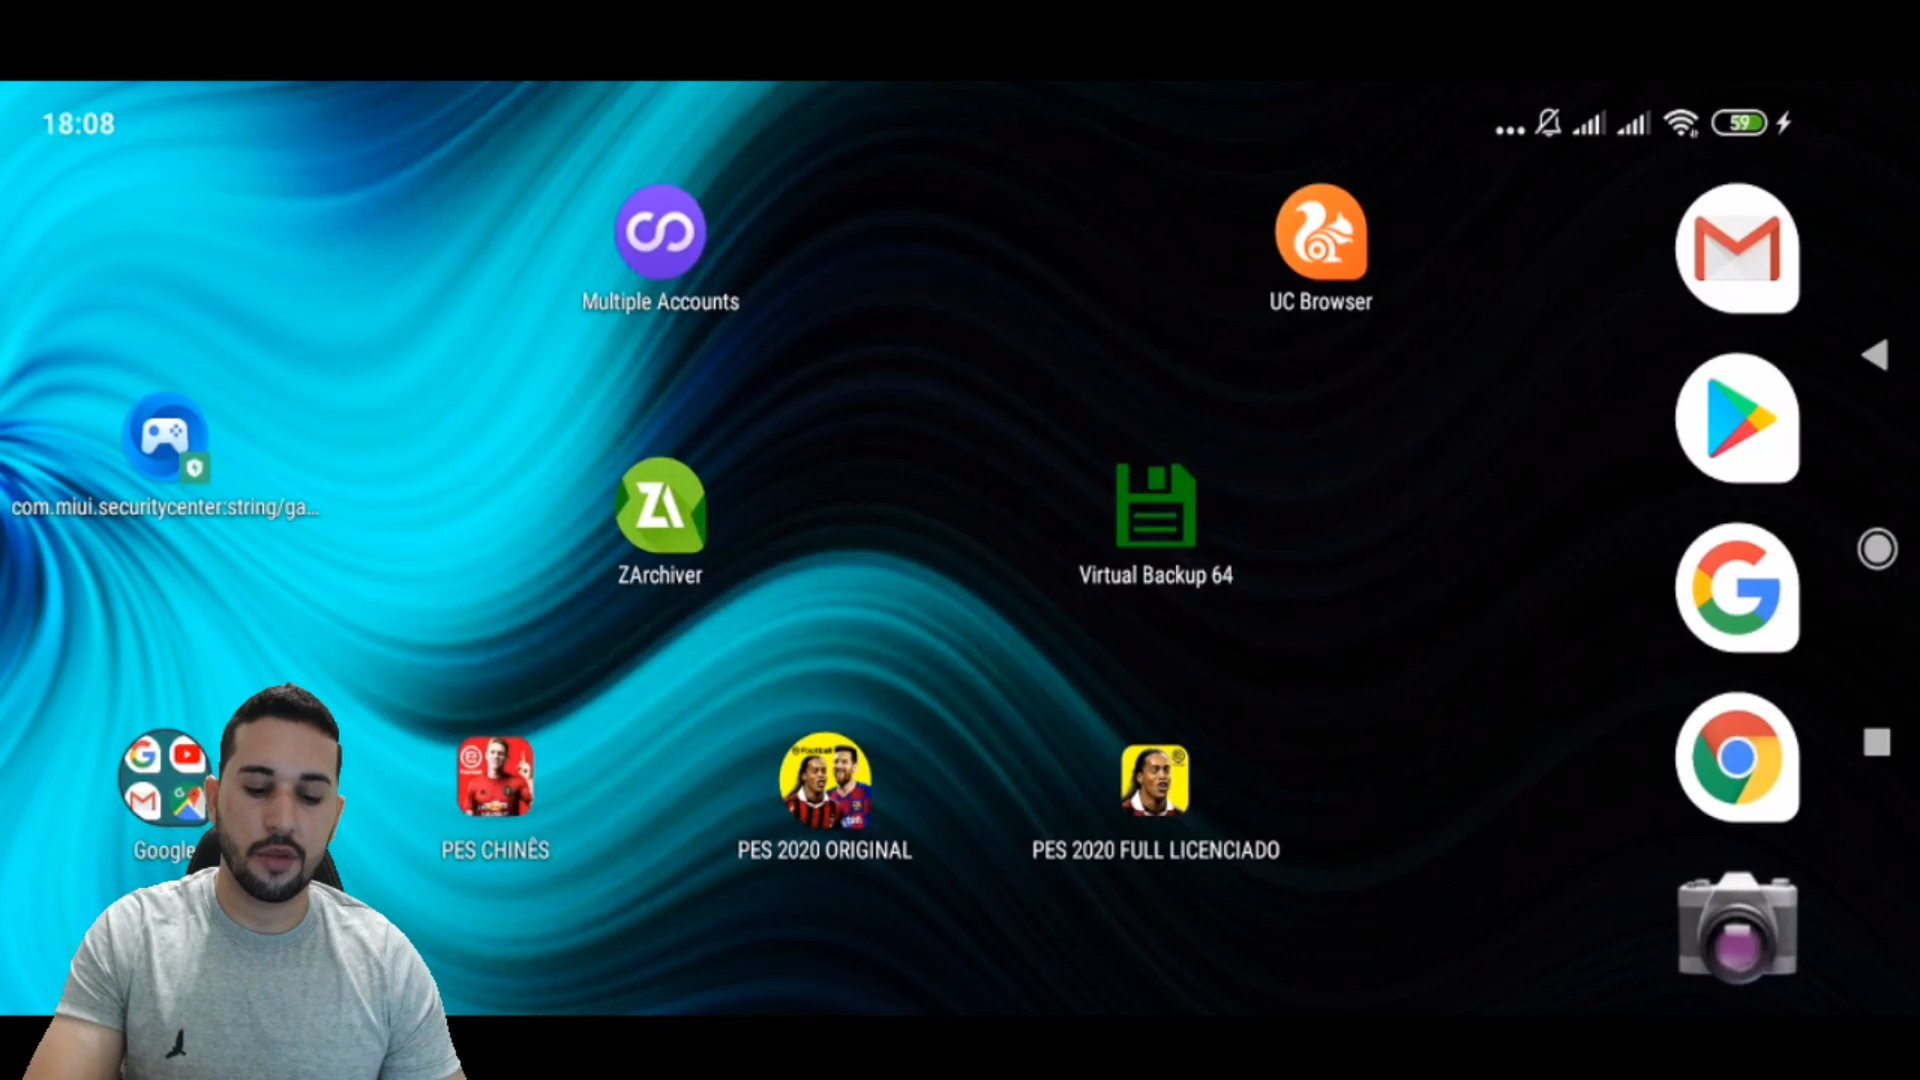 18:08
59
Multiple Accounts
UC Browser
com.miui.securitycenter:string/ga...
ZArchiver
Virtual Backup 64
Google
PES CHINÊS
PES 2020 ORIGINAL
PES 2020 FULL LICENCIADO